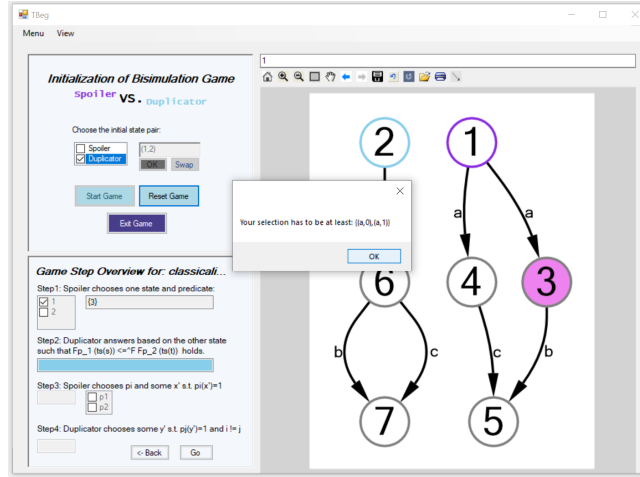 TBeg
Menu View
1
Initialization of Bisimulation Game
Spoiler VS. Duplicator
Choose the initial state pair:
Spoiler
Duplicator
(1,2)
OK Swap
Start Game Reset Game
Exit Game
Your selection has to be at least: {(a,0),(a,1)}
OK
Game Step Overview for: classicali...
Step1: Spoiler chooses one state and predicate:
1
2
{3}
Step2: Duplicator answers based on the other state
such that Fp_1 (ts(s)) <=^F Fp_2 (ts(t)) holds.
Step3: Spoiler chooses pi and some x' s.t. pi(x')=1
p1
p2
Step4: Duplicator chooses some y' s.t. pj(y')=1 and i != j
<- Back Go
2 1
a a
6 4 3
b c c b
7 5